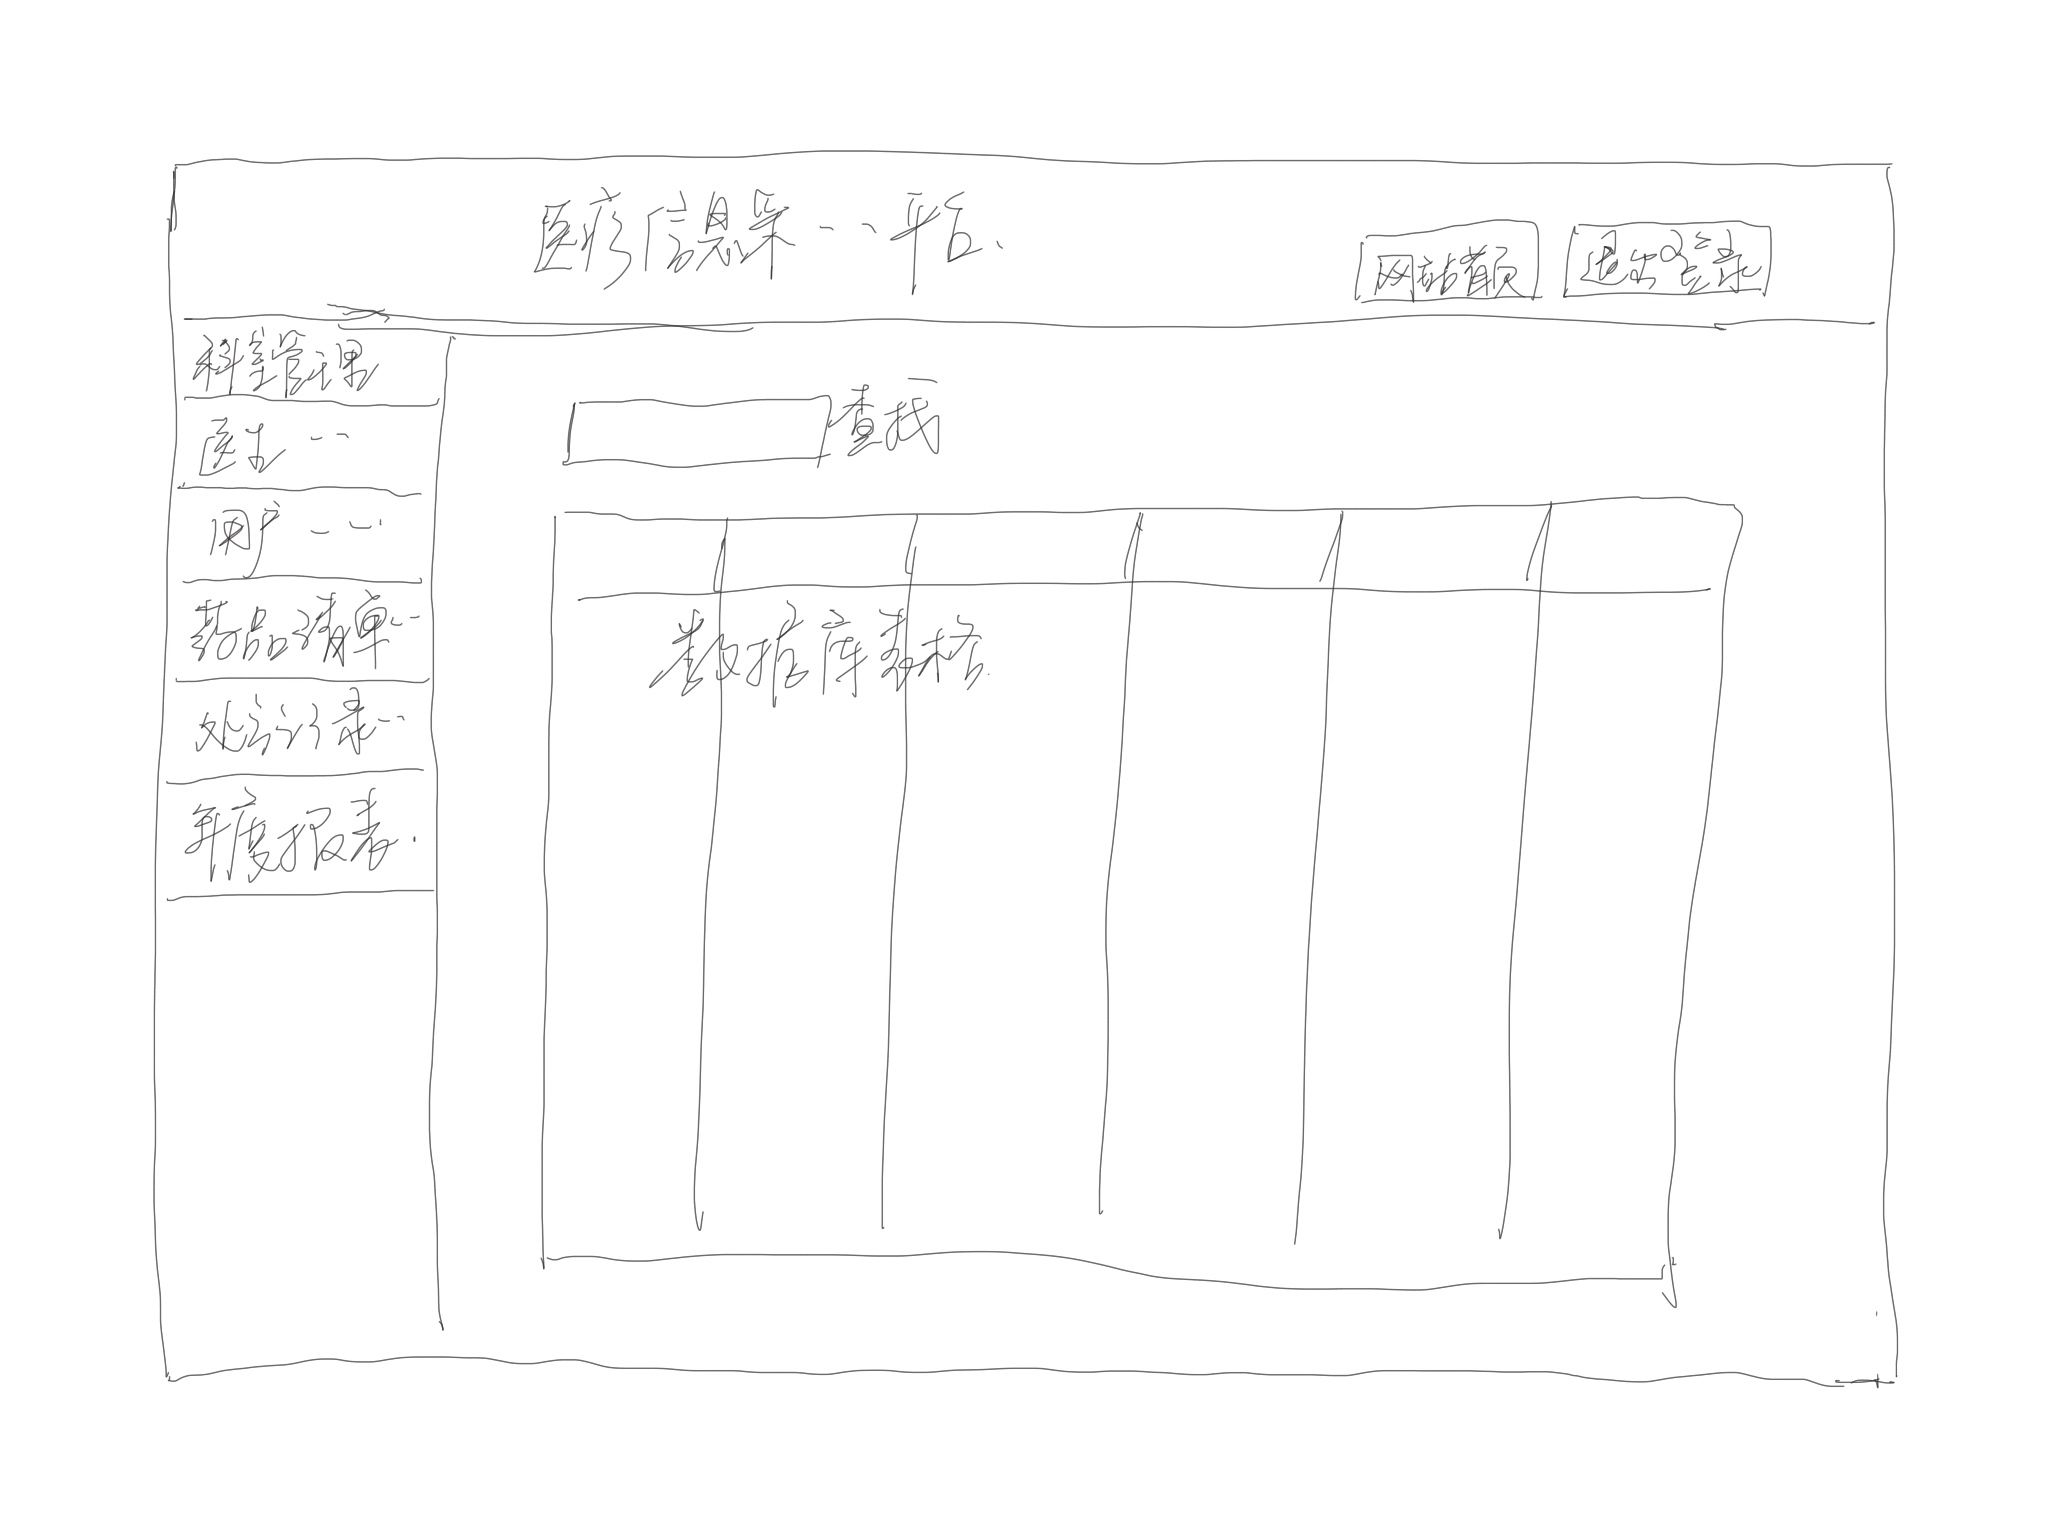 医疗信息采……平台.
网站首页
退出登录
科室管理
查找
医生……
用户……
药品清单……
数据库表格.
处方记录……
年度报表.